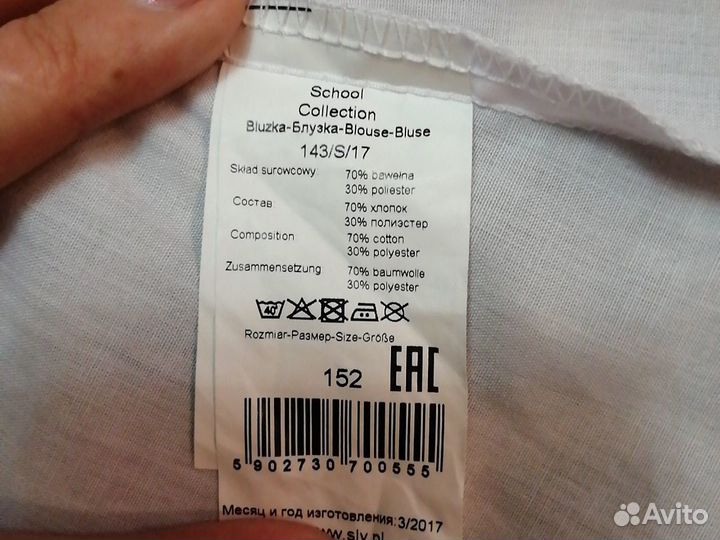 School
Collection
Bluzka-Блузка-Blouse-Bluse
143/S/17
Skład surowcowy 70% bawełna
30% poliester
Состав: 70% хлопок
30% полиэстер
Composition 70% cotton
30% polyester
Zusammensetzung 70% baumwolle
30% polyester
40°
Rozmiar-Размер-Size-Größe
152 EAC
5 902730 700555
Месяц и год изготовления:3/2017
www.sly.pl
Avito